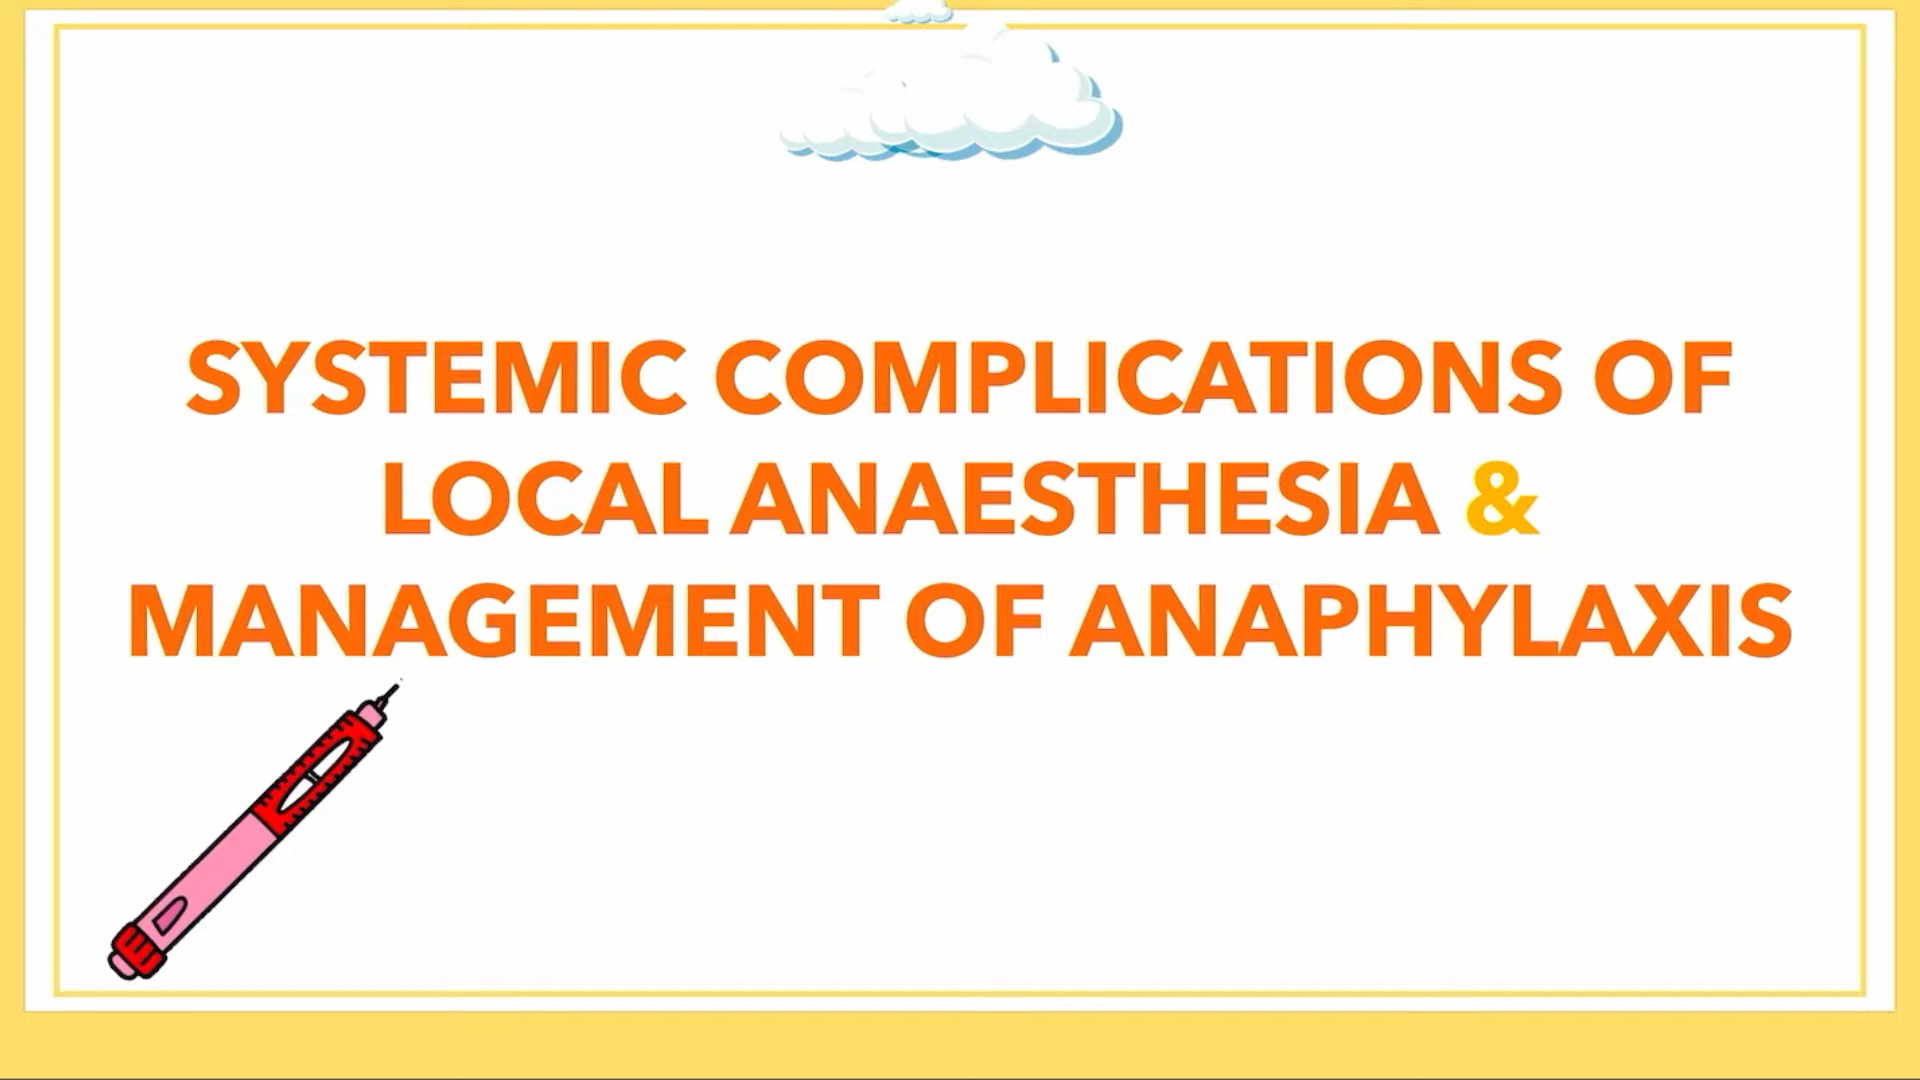 SYSTEMIC COMPLICATIONS OF
LOCAL ANAESTHESIA &
MANAGEMENT OF ANAPHYLAXIS